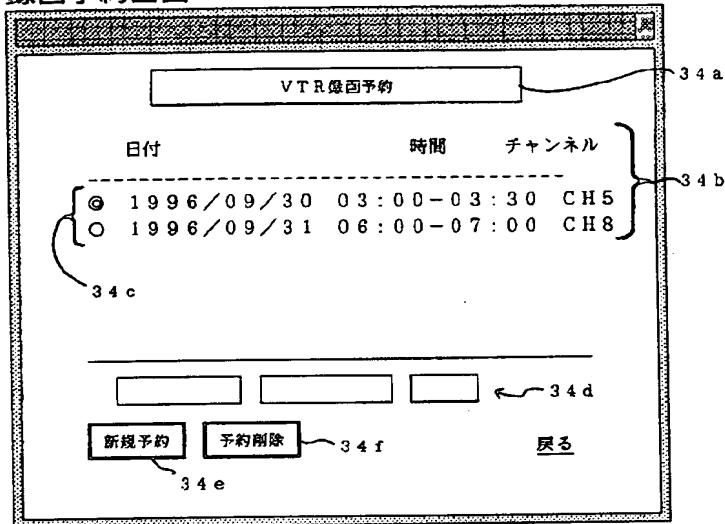 録画予約画面
VTR録画予約 34a
日付 時間 チャンネル
34b
◎ 1996/09/30 03:00-03:30 CH5
○ 1996/09/31 06:00-07:00 CH8
34c
34d
新規予約 予約削除 34f 戻る
34e